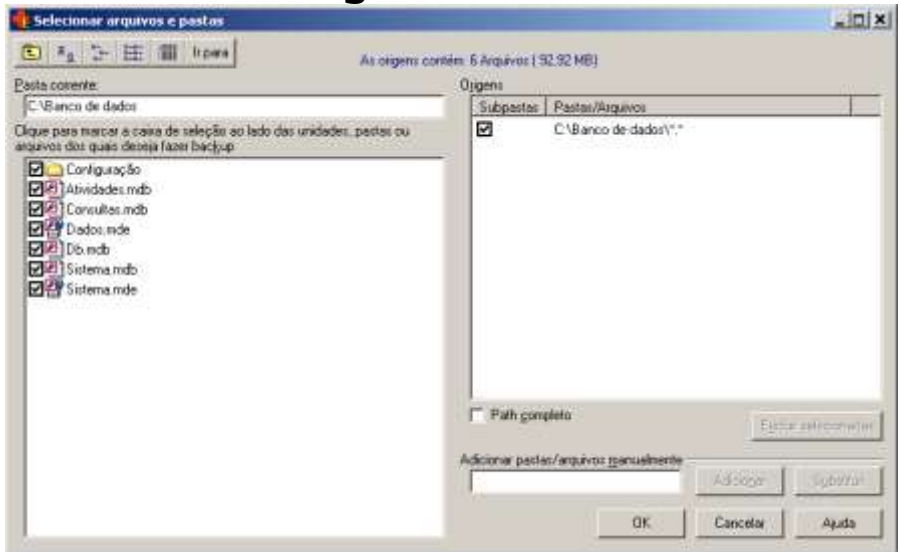 Selecionar arquivos e pastas
Ir para
As origens contém: 6 Arquivos ( 92.92 MB)
Pasta corrente:
C:\Banco de dados
Clique para marcar a caixa de seleção ao lado das unidades, pastas ou
arquivos dos quais deseja fazer backup
Configuração
Atividades.mdb
Consultas.mdb
Dados.mde
Db.mdb
Sistema.mdb
Sistema.mde
Origens
Subpastas Pastas/Arquivos
C:\Banco de dados\*.*
Path completo
Excluir selecionados
Adicionar pastas/arquivos manualmente
Adicionar
OK Cancelar Ajuda